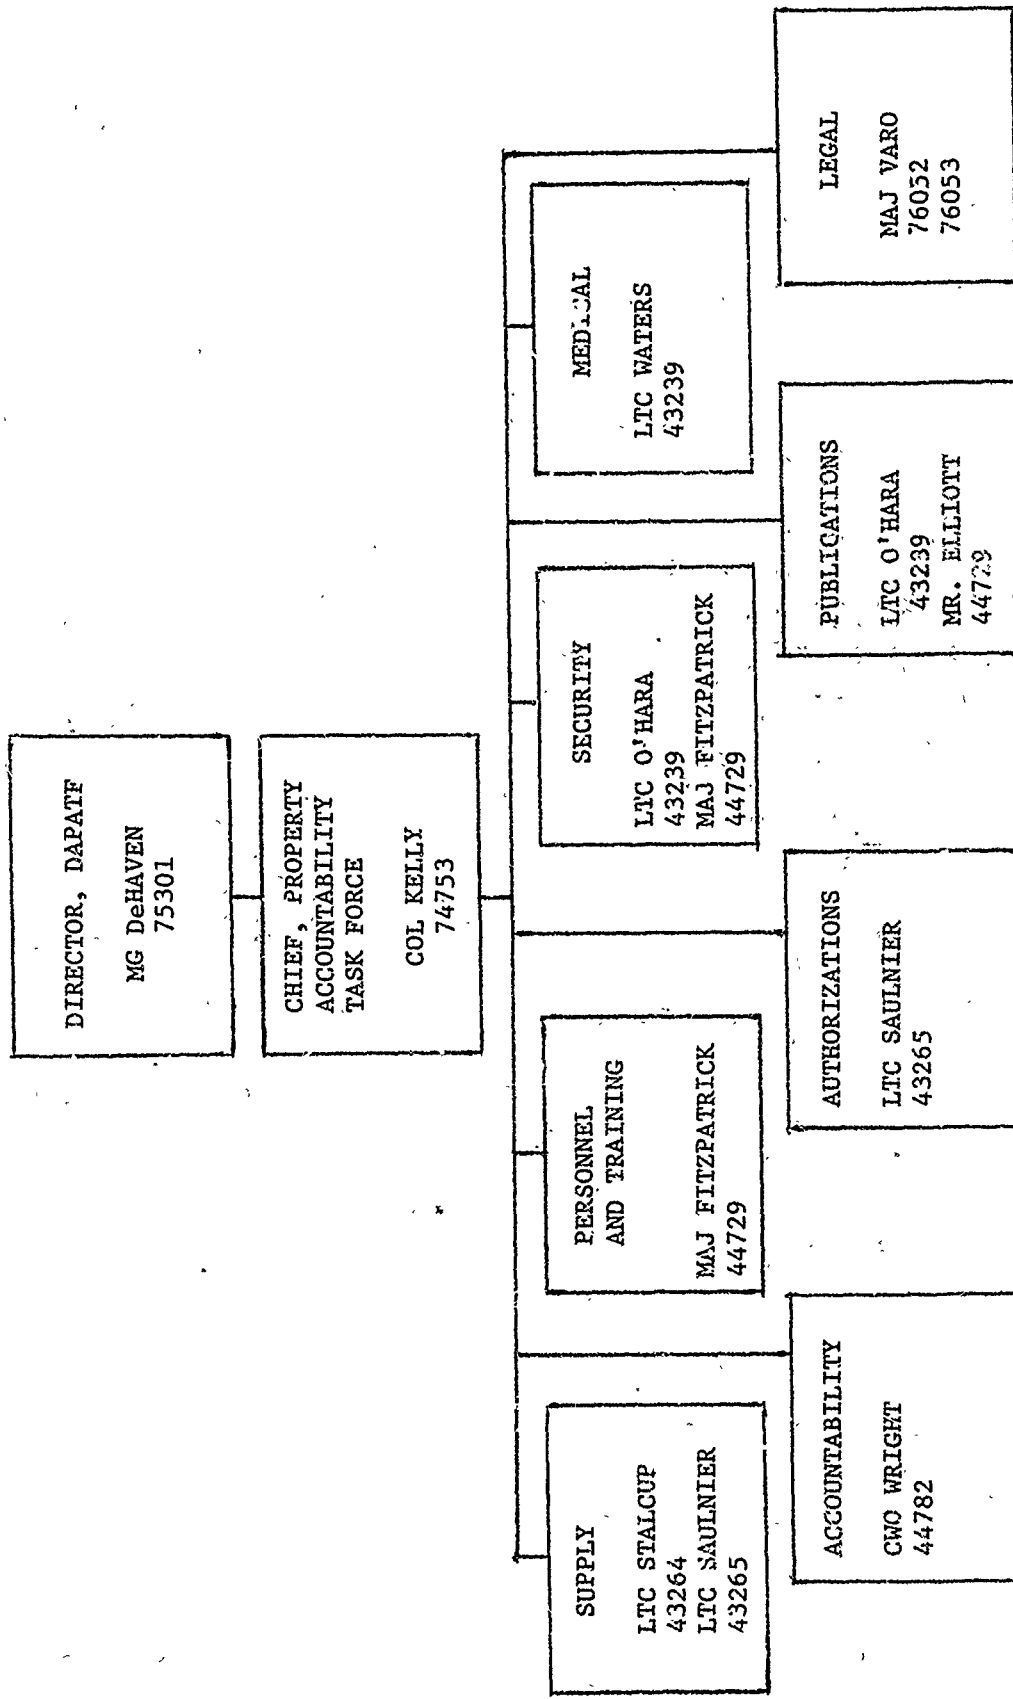 DIRECTOR, DAPATF
MG DeHAVEN
75301
CHIEF, PROPERTY
ACCOUNTABILITY
TASK FORCE
COL KELLY
74753
SUPPLY
LTC STALCUP
43264
LTC SAULNIER
43265
PERSONNEL
AND TRAINING
MAJ FITZPATRICK
44729
SECURITY
LTC O'HARA
43239
MAJ FITZPATRICK
44729
MEDICAL
LTC WATERS
43239
ACCOUNTABILITY
CWO WRIGHT
44782
AUTHORIZATIONS
LTC SAULNIER
43265
PUBLICATIONS
LTC O'HARA
43239
MR. ELLIOTT
44729
LEGAL
MAJ VARO
76052
76053